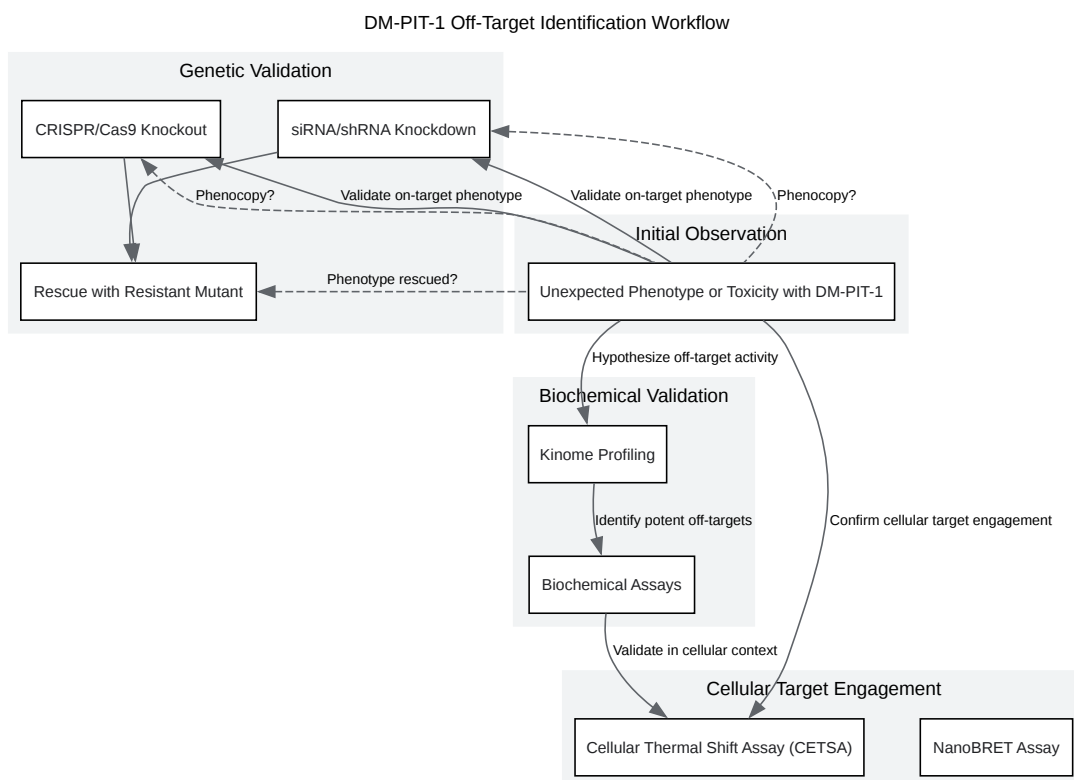 DM-PIT-1 Off-Target Identification Workflow
Genetic Validation
CRISPR/Cas9 Knockout
siRNA/shRNA Knockdown
Phenocopy?
Validate on-target phenotype
Validate on-target phenotype
Phenocopy?
Initial Observation
Rescue with Resistant Mutant
Phenotype rescued?
Unexpected Phenotype or Toxicity with DM-PIT-1
Hypothesize off-target activity
Biochemical Validation
Kinome Profiling
Identify potent off-targets
Confirm cellular target engagement
Biochemical Assays
Validate in cellular context
Cellular Target Engagement
Cellular Thermal Shift Assay (CETSA)
NanoBRET Assay